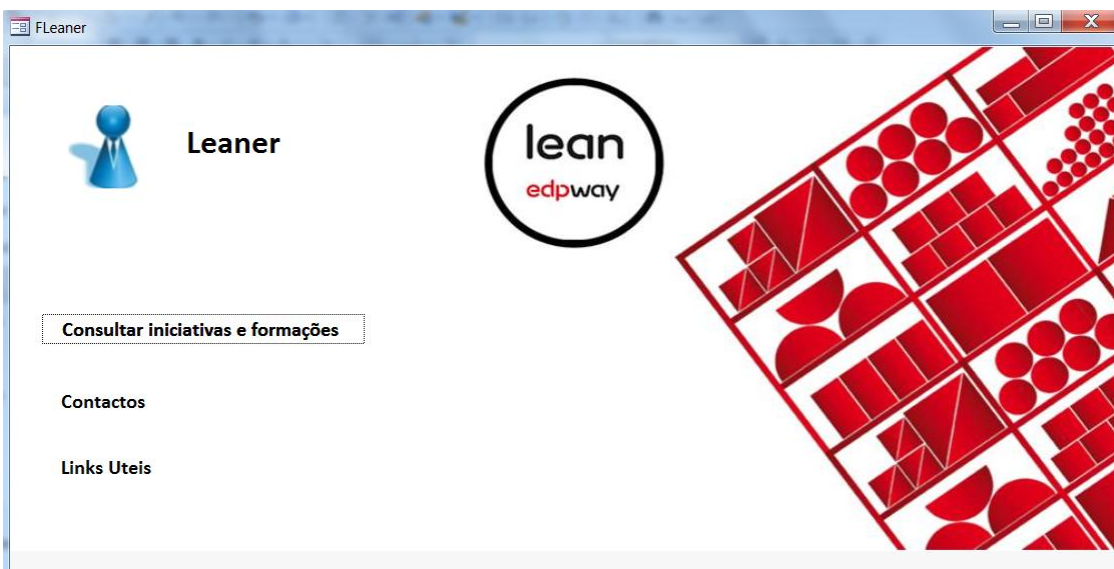 FLeaner
Leaner
lean
edpway
Consultar iniciativas e formações
Contactos
Links Uteis